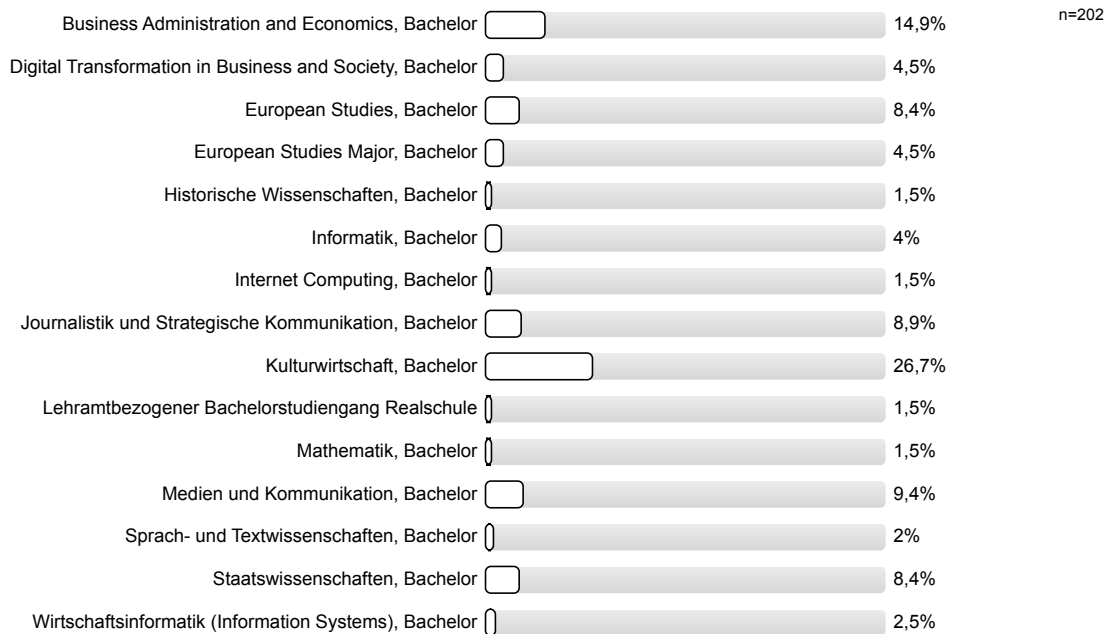 Business Administration and Economics, Bachelor 14,9% n=202
Digital Transformation in Business and Society, Bachelor 4,5%
European Studies, Bachelor 8,4%
European Studies Major, Bachelor 4,5%
Historische Wissenschaften, Bachelor 1,5%
Informatik, Bachelor 4%
Internet Computing, Bachelor 1,5%
Journalistik und Strategische Kommunikation, Bachelor 8,9%
Kulturwirtschaft, Bachelor 26,7%
Lehramtbezogener Bachelorstudiengang Realschule 1,5%
Mathematik, Bachelor 1,5%
Medien und Kommunikation, Bachelor 9,4%
Sprach- und Textwissenschaften, Bachelor 2%
Staatswissenschaften, Bachelor 8,4%
Wirtschaftsinformatik (Information Systems), Bachelor 2,5%